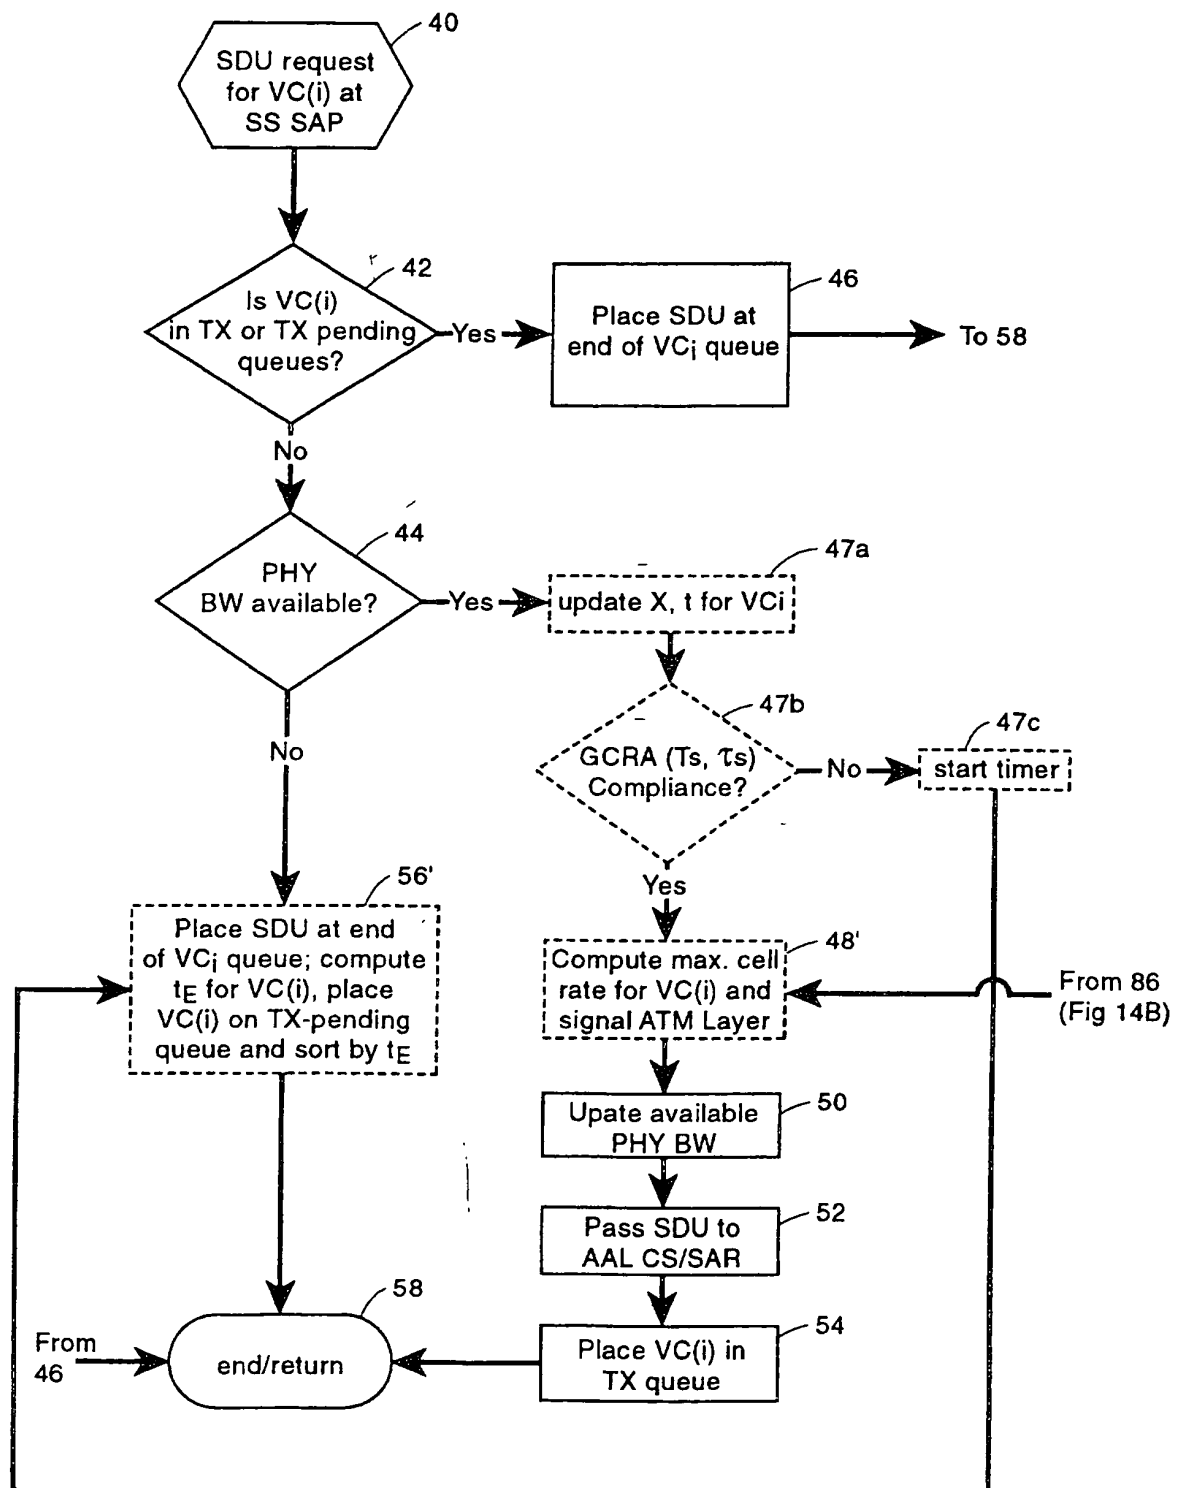 40
SDU request
for VC(i) at
SS SAP
42
Is VC(i)
in TX or TX pending
queues?
Yes
46
Place SDU at
end of VCi queue
To 58
No
44
PHY
BW available?
Yes
47a
update X, t for VCi
47b
GCRA (Ts, τs)
Compliance?
No
47c
start timer
No
Yes
56'
Place SDU at end
of VCi queue; compute
tE for VC(i), place
VC(i) on TX-pending
queue and sort by tE
48'
Compute max. cell
rate for VC(i) and
signal ATM Layer
From 86
(Fig 14B)
50
Upate available
PHY BW
52
Pass SDU to
AAL CS/SAR
54
Place VC(i) in
TX queue
58
end/return
From
46